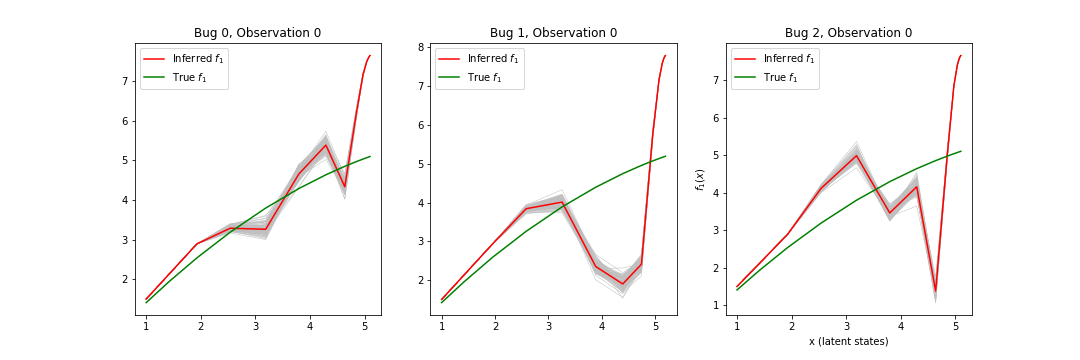 Bug 0, Observation 0
Inferred f₁
True f₁
7
6
5
4
3
2
1 2 3 4 5
Bug 1, Observation 0
Inferred f₁
True f₁
8
7
6
5
4
3
2
1 2 3 4 5
Bug 2, Observation 0
Inferred f₁
True f₁
f₁(x)
7
6
5
4
3
2
1
1 2 3 4 5
x (latent states)